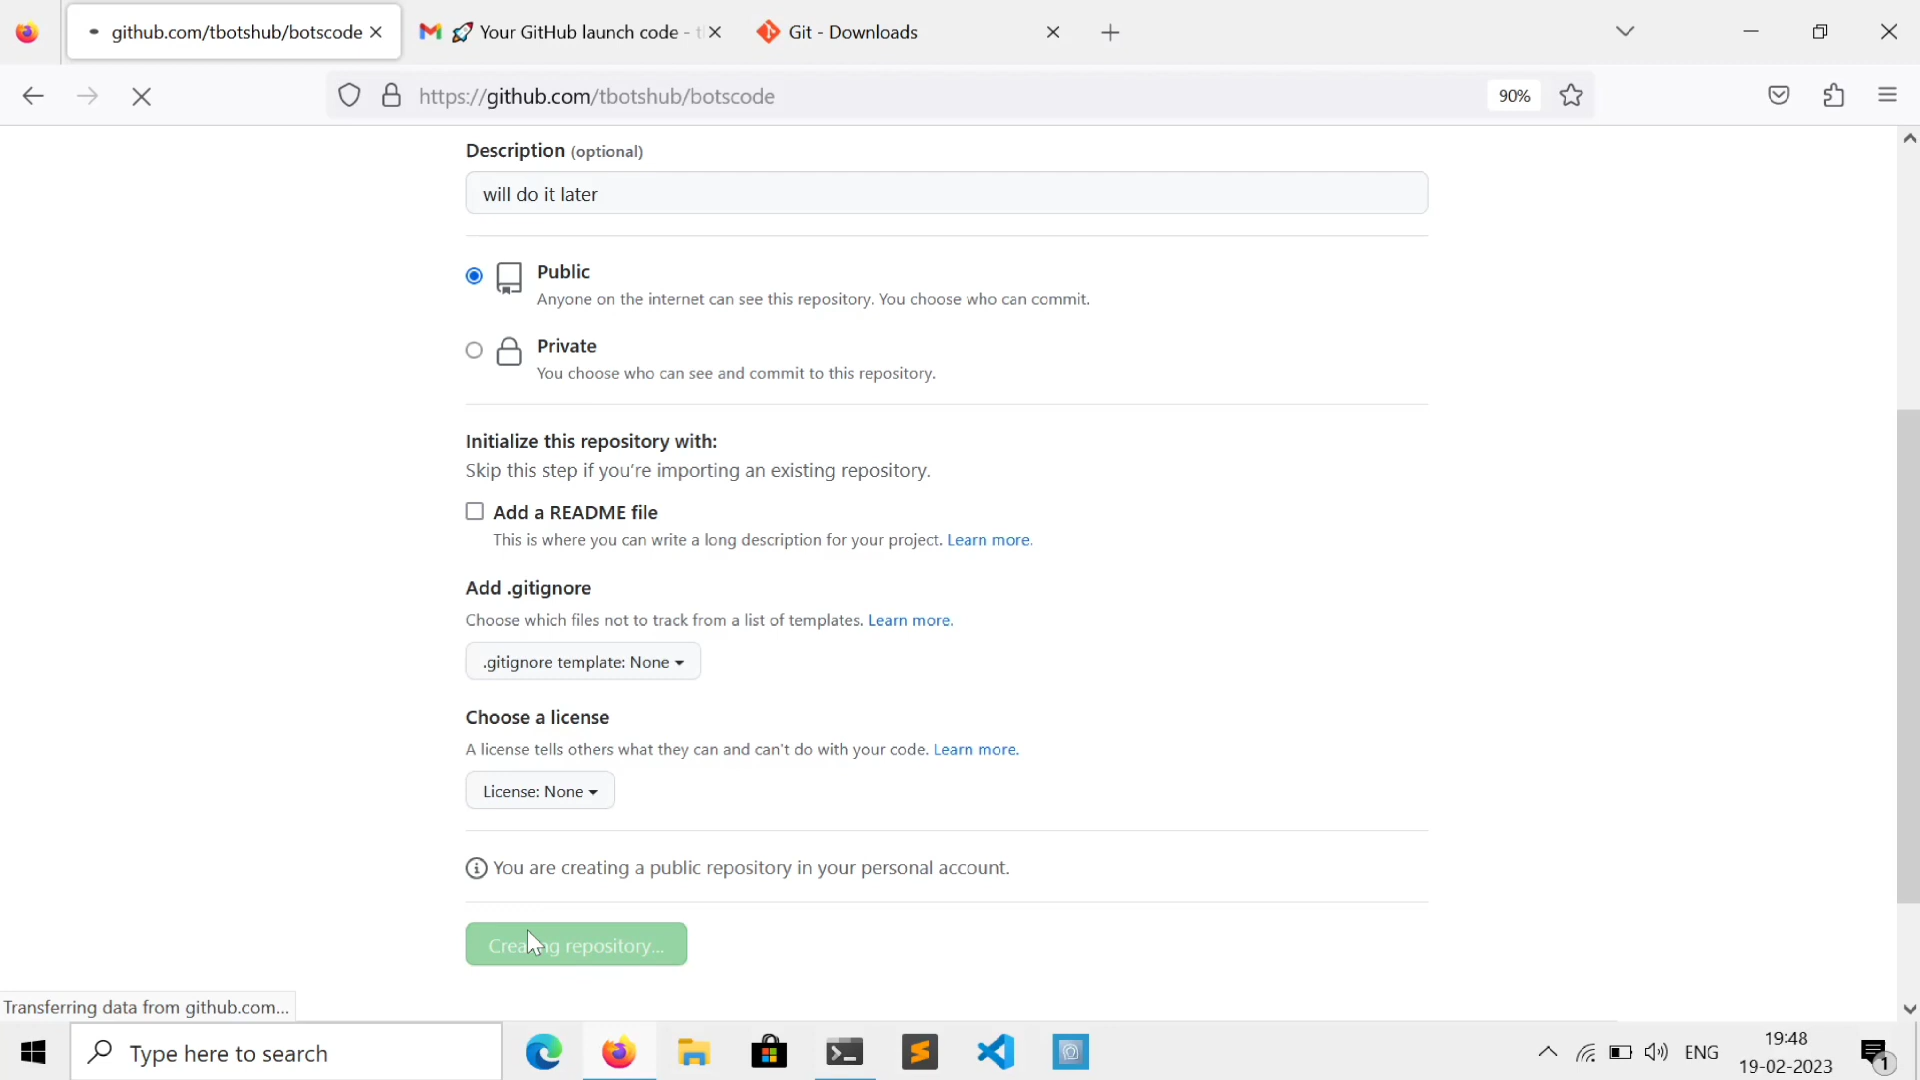 github.com/tbotshub/botscode
Your GitHub launch code -
Git - Downloads
https://github.com/tbotshub/botscode
90%
Description (optional)
will do it later
Public
Anyone on the internet can see this repository. You choose who can commit.
Private
You choose who can see and commit to this repository.
Initialize this repository with:
Skip this step if you're importing an existing repository.
Add a README file
This is where you can write a long description for your project. Learn more.
Add .gitignore
Choose which files not to track from a list of templates. Learn more.
.gitignore template: None
Choose a license
A license tells others what they can and can't do with your code. Learn more.
License: None
You are creating a public repository in your personal account.
Creating repository...
Transferring data from github.com...
Type here to search
ENG
19:48
19-02-2023
1